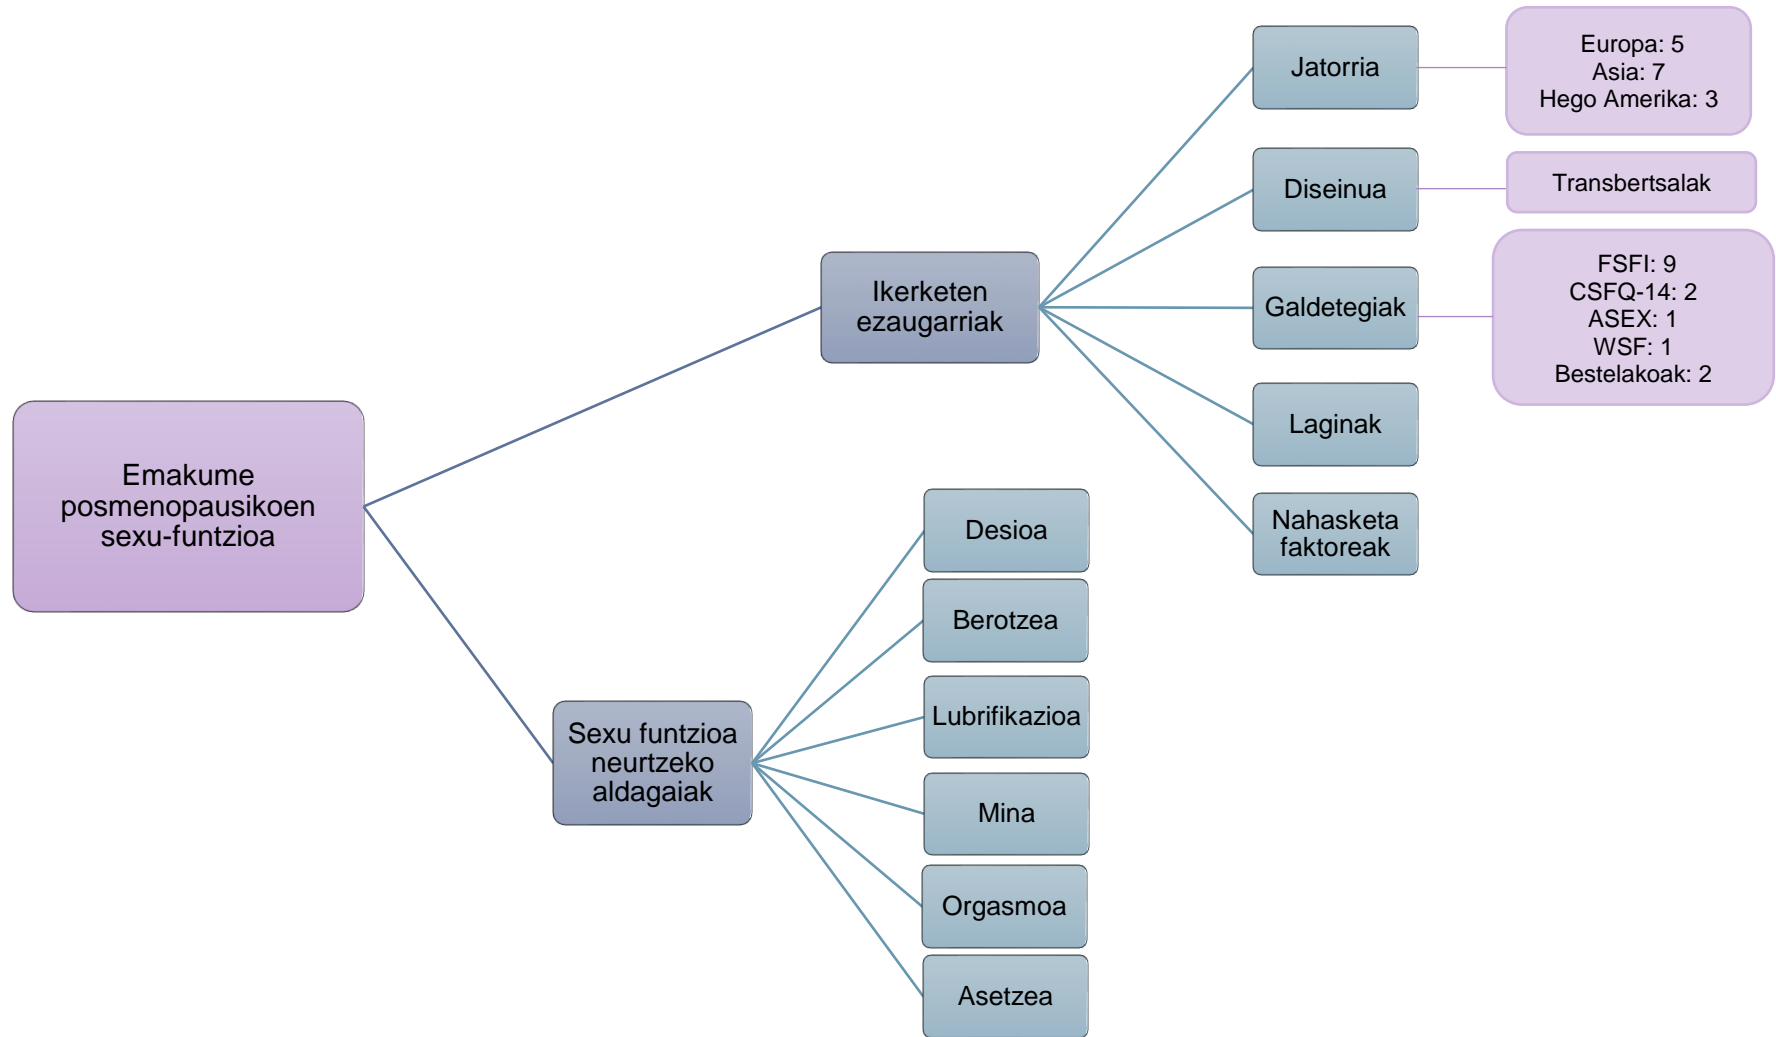 Emakume
posmenopausikoen
sexu-funtzioa
Ikerketen
ezaugarriak
Jatorria
Europa: 5
Asia: 7
Hego Amerika: 3
Diseinua
Transbertsalak
Galdetegiak
FSFI: 9
CSFQ-14: 2
ASEX: 1
WSF: 1
Bestelakoak: 2
Laginak
Nahasketa
faktoreak
Sexu funtzioa
neurtzeko
aldagaiak
Desioa
Berotzea
Lubrifikazioa
Mina
Orgasmoa
Asetzea